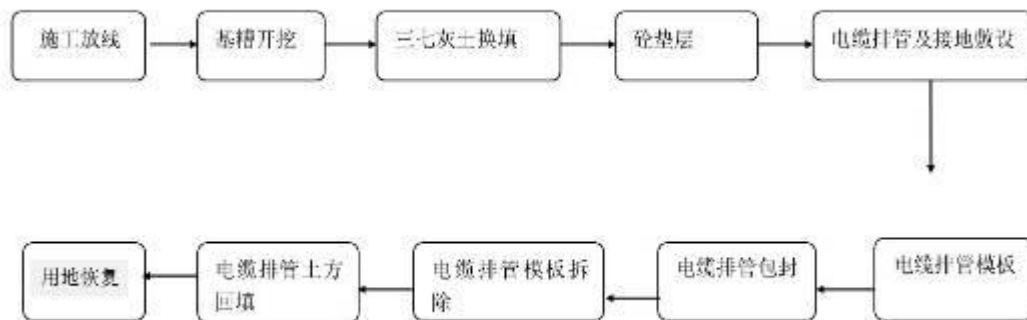 施工放线
基槽开挖
三七灰土换填
砼垫层
电缆排管及接地敷设
用地恢复
电缆排管土方
回填
电缆排管模板拆
除
电缆排管包封
电缆排管模板